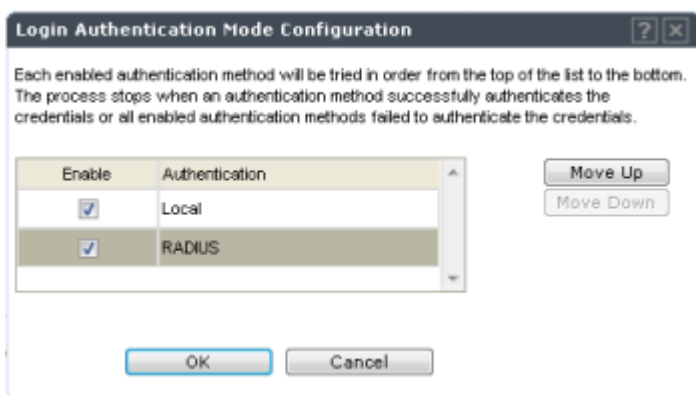 Login Authentication Mode Configuration ? x
Each enabled authentication method will be tried in order from the top of the list to the bottom.
The process stops when an authentication method successfully authenticates the
credentials or all enabled authentication methods failed to authenticate the credentials.
Enable Authentication
Move Up
Local
Move Down
RADIUS
OK Cancel